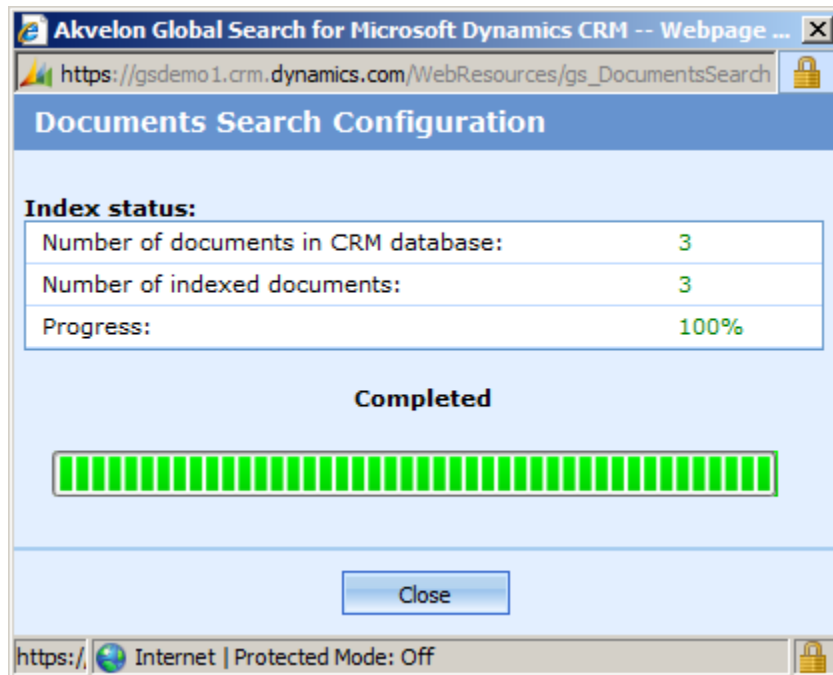 Akvelon Global Search for Microsoft Dynamics CRM -- Webpage ...
https://gsdemo1.crm.dynamics.com/WebResources/gs_DocumentsSearch
Documents Search Configuration
Index status:
Number of documents in CRM database: 3
Number of indexed documents: 3
Progress: 100%
Completed
Close
https:/, Internet | Protected Mode: Off